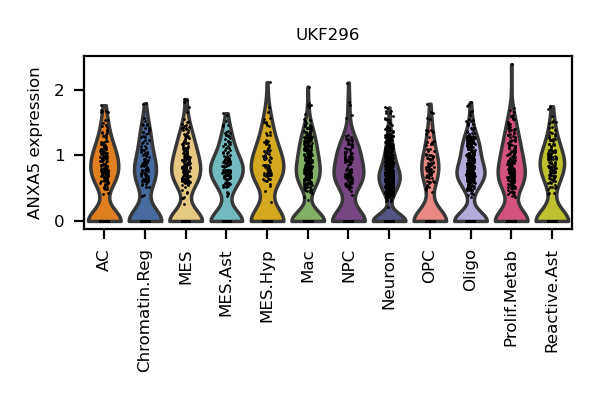 UKF296
ANXA5 expression
2
1
0
AC
Chromatin.Reg
MES
MES.Ast
MES.Hyp
Mac
NPC
Neuron
OPC
Oligo
Prolif.Metab
Reactive.Ast